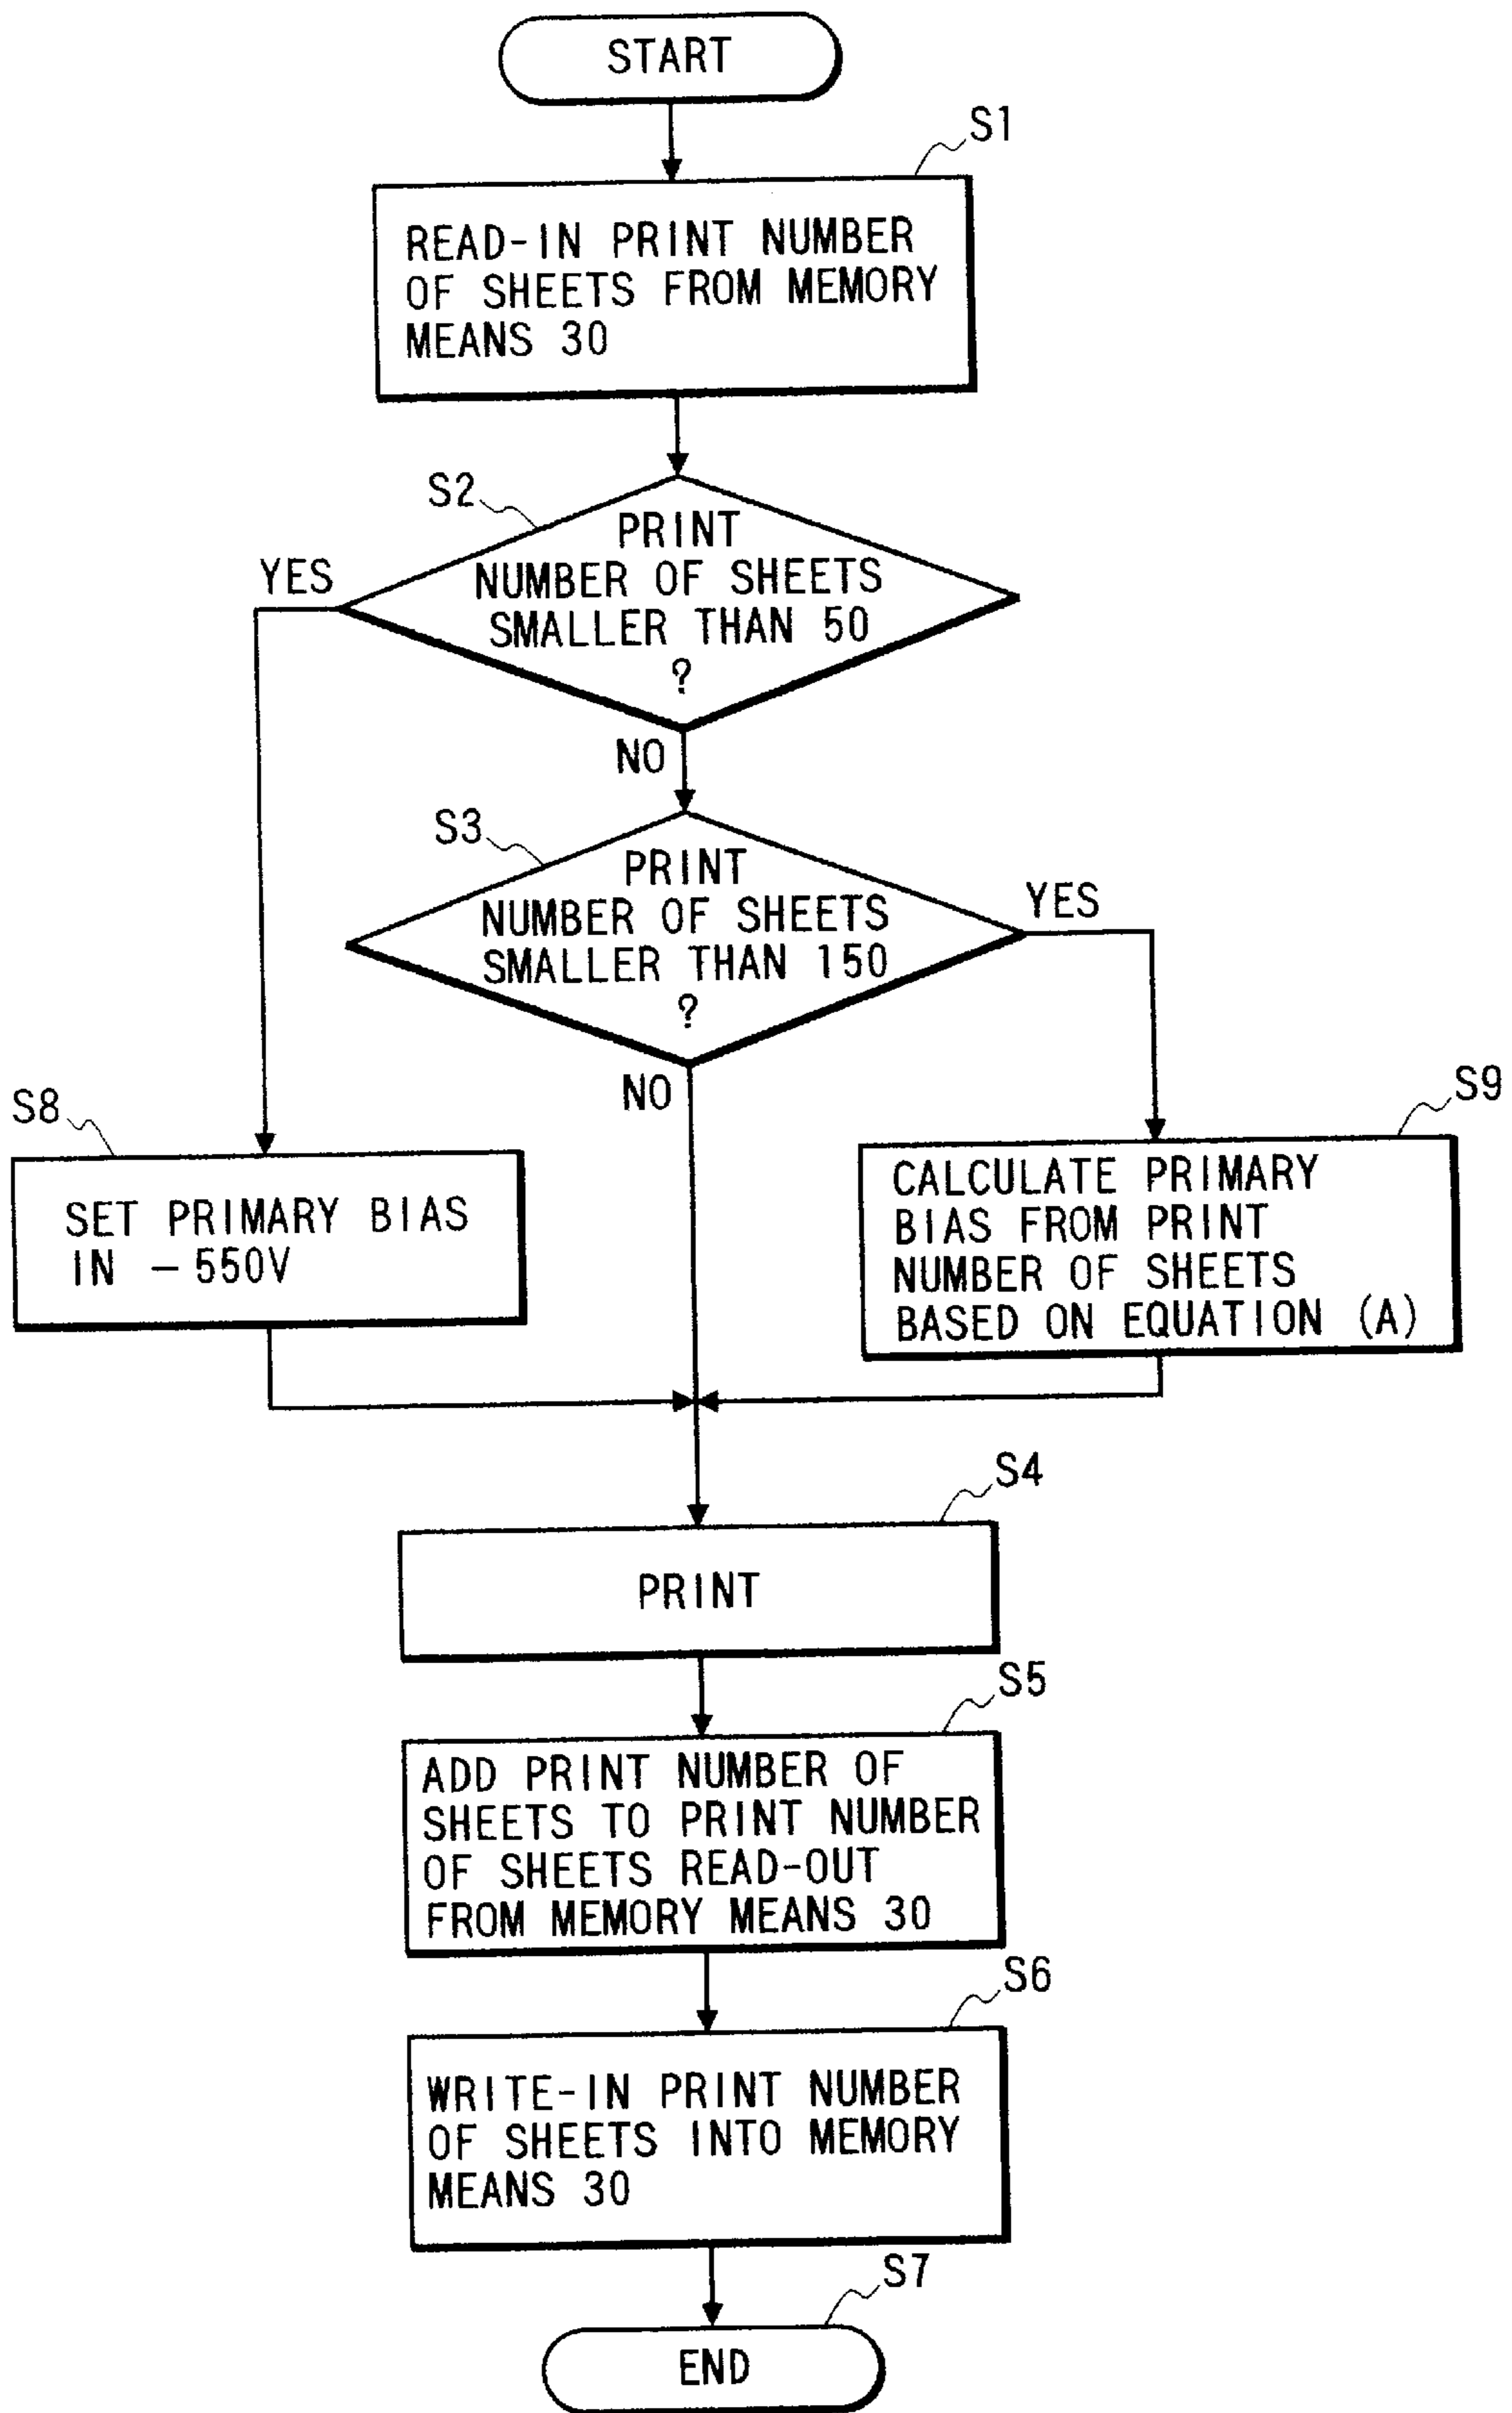 START
S1
READ-IN PRINT NUMBER
OF SHEETS FROM MEMORY
MEANS 30
S2
PRINT
NUMBER OF SHEETS
SMALLER THAN 50
?
YES
NO
S3
PRINT
NUMBER OF SHEETS
SMALLER THAN 150
?
YES
NO
S8
SET PRIMARY BIAS
IN -550V
S9
CALCULATE PRIMARY
BIAS FROM PRINT
NUMBER OF SHEETS
BASED ON EQUATION (A)
S4
PRINT
S5
ADD PRINT NUMBER OF
SHEETS TO PRINT NUMBER
OF SHEETS READ-OUT
FROM MEMORY MEANS 30
S6
WRITE-IN PRINT NUMBER
OF SHEETS INTO MEMORY
MEANS 30
S7
END